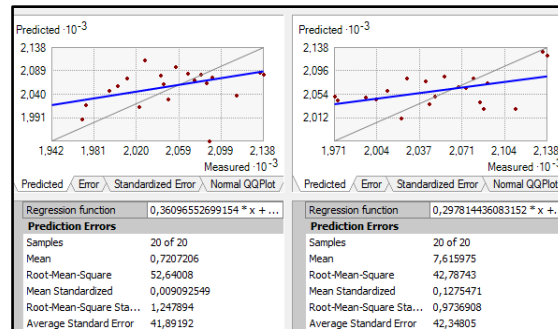 Predicted ·10⁻³
2,138
2,089
2,040
1,991
1,942 1,981 2,020 2,059 2,099 2,138
Measured ·10⁻³
Predicted Error Standardized Error Normal QQPlot
Regression function 0,36096552699154 * x + ...
Prediction Errors
Samples 20 of 20
Mean 0,7207206
Root-Mean-Square 52,64008
Mean Standardized 0,009092549
Root-Mean-Square Sta... 1,247894
Average Standard Error 41,89192
Predicted ·10⁻³
2,138
2,096
2,054
2,012
1,971 2,004 2,037 2,071 2,104 2,138
Measured ·10⁻³
Predicted Error Standardized Error Normal QQPlot
Regression function 0,297814436083152 * x +...
Prediction Errors
Samples 20 of 20
Mean 7,615975
Root-Mean-Square 42,78743
Mean Standardized 0,1275471
Root-Mean-Square Sta... 0,9736908
Average Standard Error 42,34805